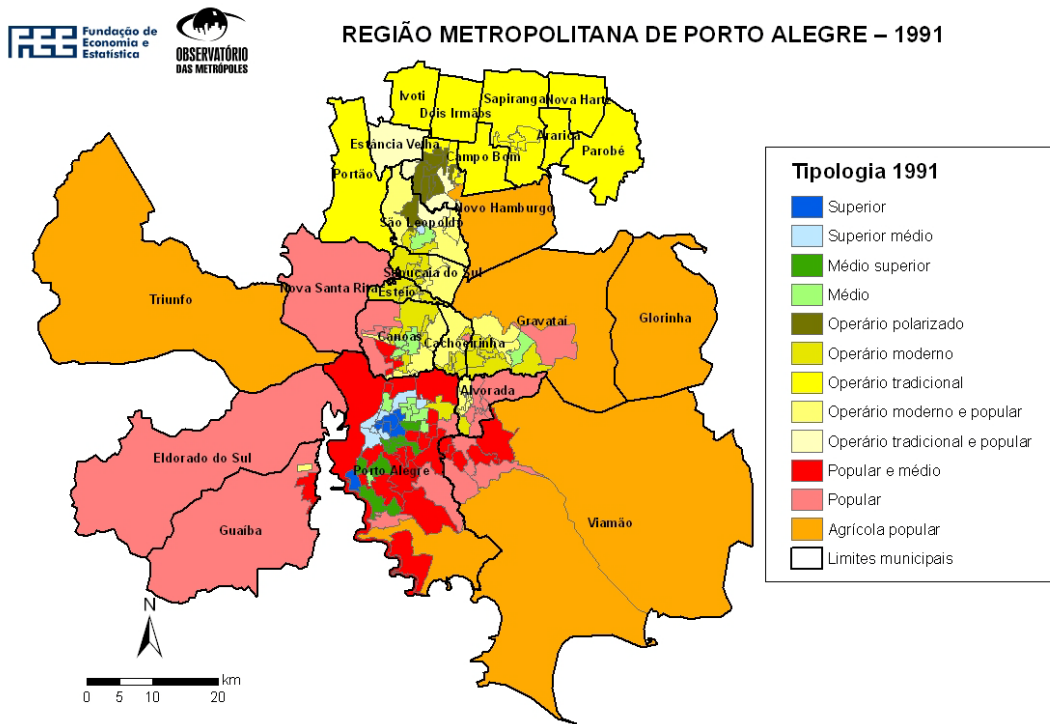 FEE Fundação de
Economia e
Estatística
OBSERVATÓRIO
DAS METRÓPOLES
REGIÃO METROPOLITANA DE PORTO ALEGRE – 1991
Ivoti
Dois Irmãos
Sapiranga
Nova Hartz
Estância Velha
Araricá
Campo Bom
Parobé
Portão
Novo Hamburgo
São Leopoldo
Sapucaia do Sul
Nova Santa Rita
Esteio
Triunfo
Gravataí
Glorinha
Canoas
Cachoeirinha
Alvorada
Eldorado do Sul
Porto Alegre
Guaíba
Viamão
Tipologia 1991
Superior
Superior médio
Médio superior
Médio
Operário polarizado
Operário moderno
Operário tradicional
Operário moderno e popular
Operário tradicional e popular
Popular e médio
Popular
Agrícola popular
Limites municipais
N
km
0 5 10 20